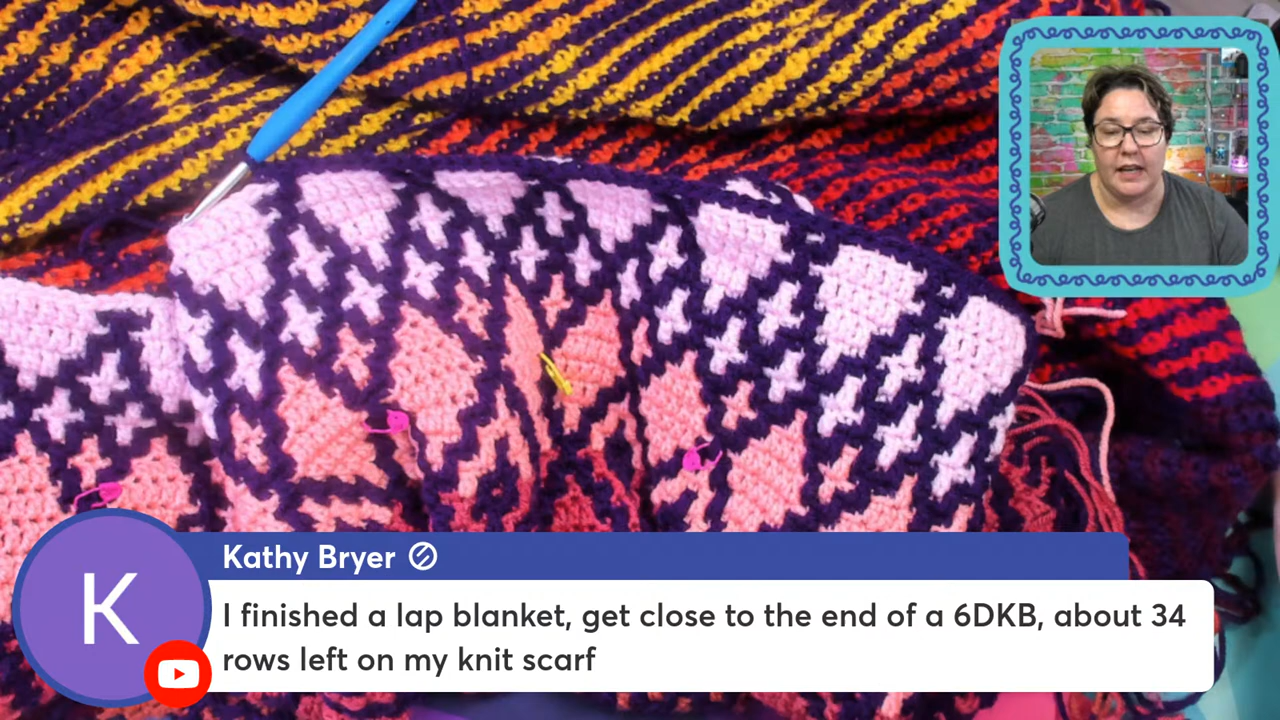 Kathy Bryer
K
I finished a lap blanket, get close to the end of a 6DKB, about 34
rows left on my knit scarf